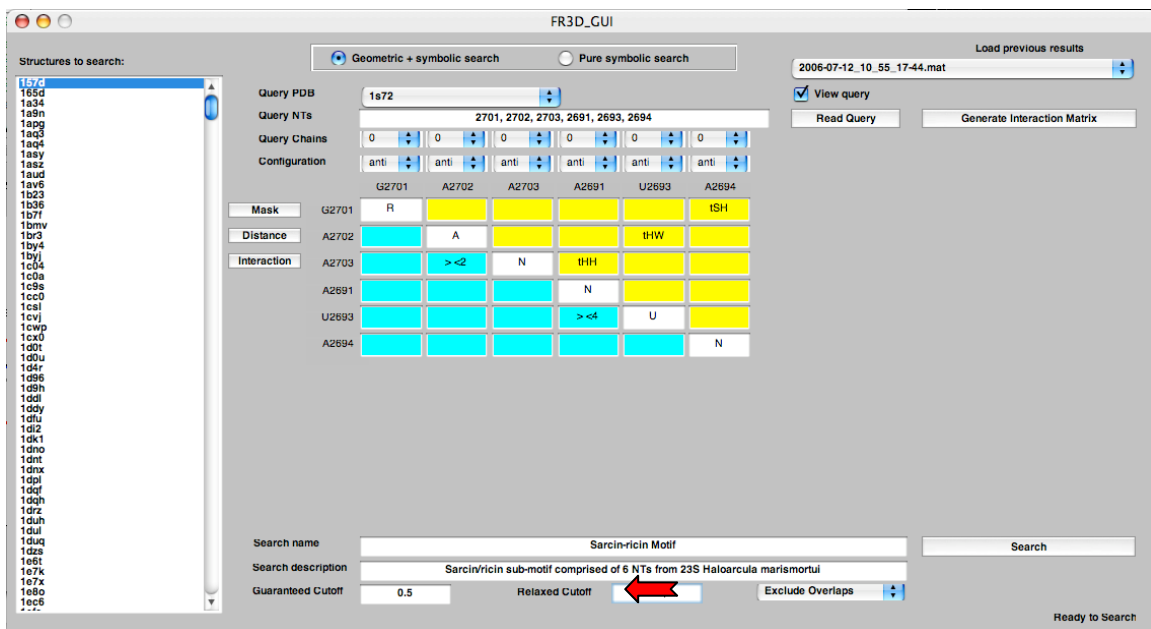 FR3D_GUI
Structures to search:
157d
165d
1a34
1a9n
1apg
1aq3
1aq4
1asy
1asz
1aud
1av6
1b23
1b36
1b7f
1bmv
1br3
1by4
1byj
1c04
1c0a
1c9s
1cc0
1csl
1cvj
1cwp
1cx0
1d0t
1d0u
1d4r
1d96
1d9h
1ddl
1ddy
1dfu
1di2
1dk1
1dno
1dnt
1dnx
1dpl
1dqf
1dqh
1drz
1duh
1dul
1duq
1dzs
1e6t
1e7k
1e7x
1e8o
1ec6
Geometric + symbolic search
Pure symbolic search
Load previous results
2006-07-12_10_55_17-44.mat
View query
Read Query
Generate Interaction Matrix
Query PDB 1s72
Query NTs 2701, 2702, 2703, 2691, 2693, 2694
Query Chains 0 0 0 0 0 0
Configuration anti anti anti anti anti anti
G2701 A2702 A2703 A2691 U2693 A2694
Mask G2701 R tSH
Distance A2702 A tHW
Interaction A2703 > <2 N tHH
A2691 N
U2693 > <4 U
A2694 N
Search name Sarcin-ricin Motif Search
Search description Sarcin/ricin sub-motif comprised of 6 NTs from 23S Haloarcula marismortui
Guaranteed Cutoff 0.5 Relaxed Cutoff Exclude Overlaps
Ready to Search